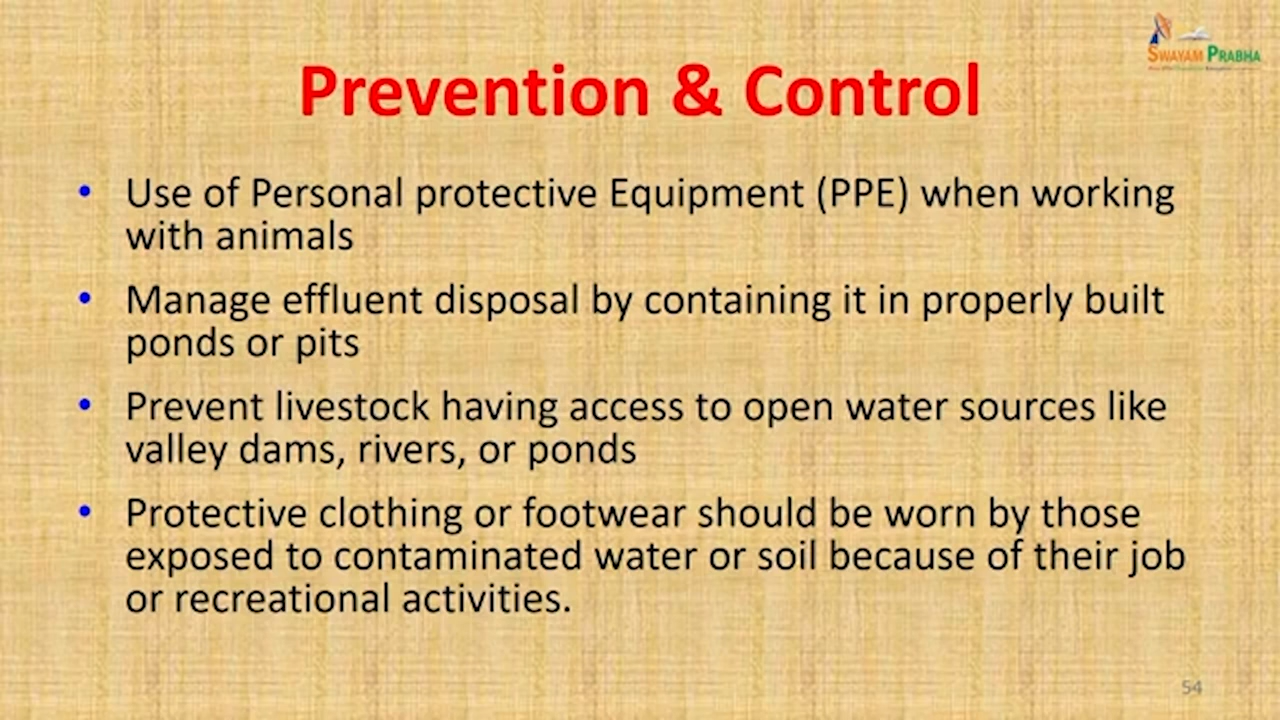 SWAYAM PRABHA
Prevention & Control
• Use of Personal protective Equipment (PPE) when working
with animals
• Manage effluent disposal by containing it in properly built
ponds or pits
• Prevent livestock having access to open water sources like
valley dams, rivers, or ponds
• Protective clothing or footwear should be worn by those
exposed to contaminated water or soil because of their job
or recreational activities.
54